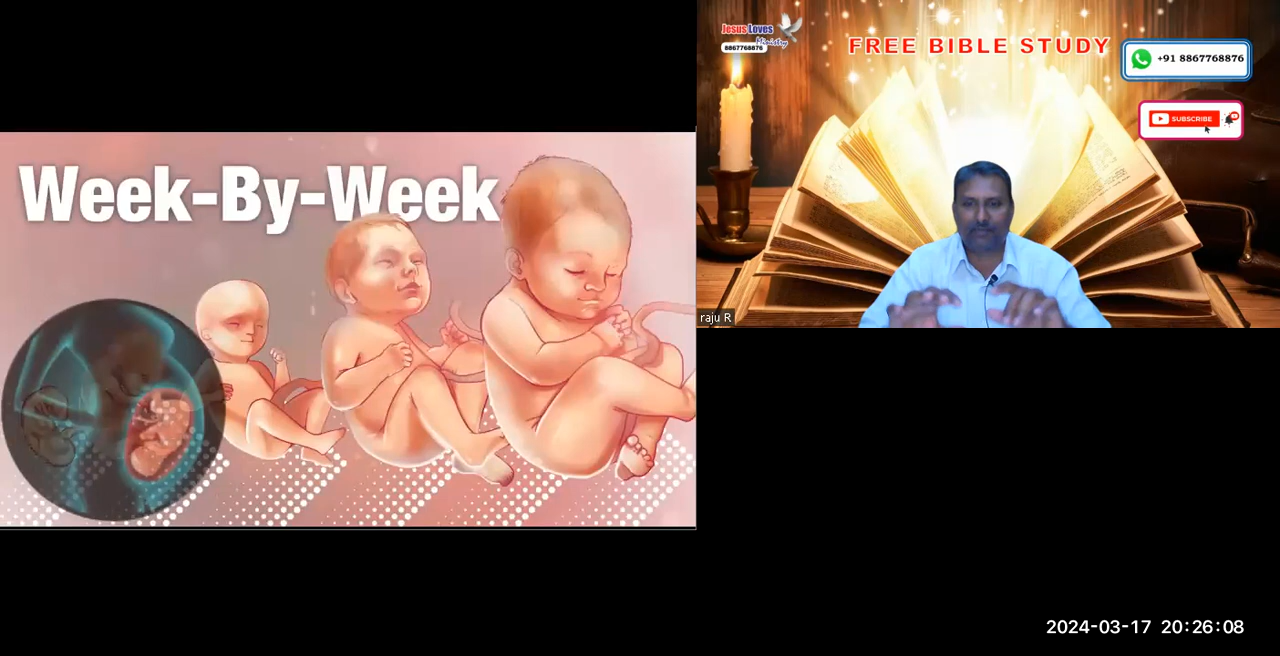 Week-By-Week
Jesus Loves
Ministry
8867768876
FREE BIBLE STUDY
+91 8867768876
SUBSCRIBE
raju R
2024-03-17 20:26:08